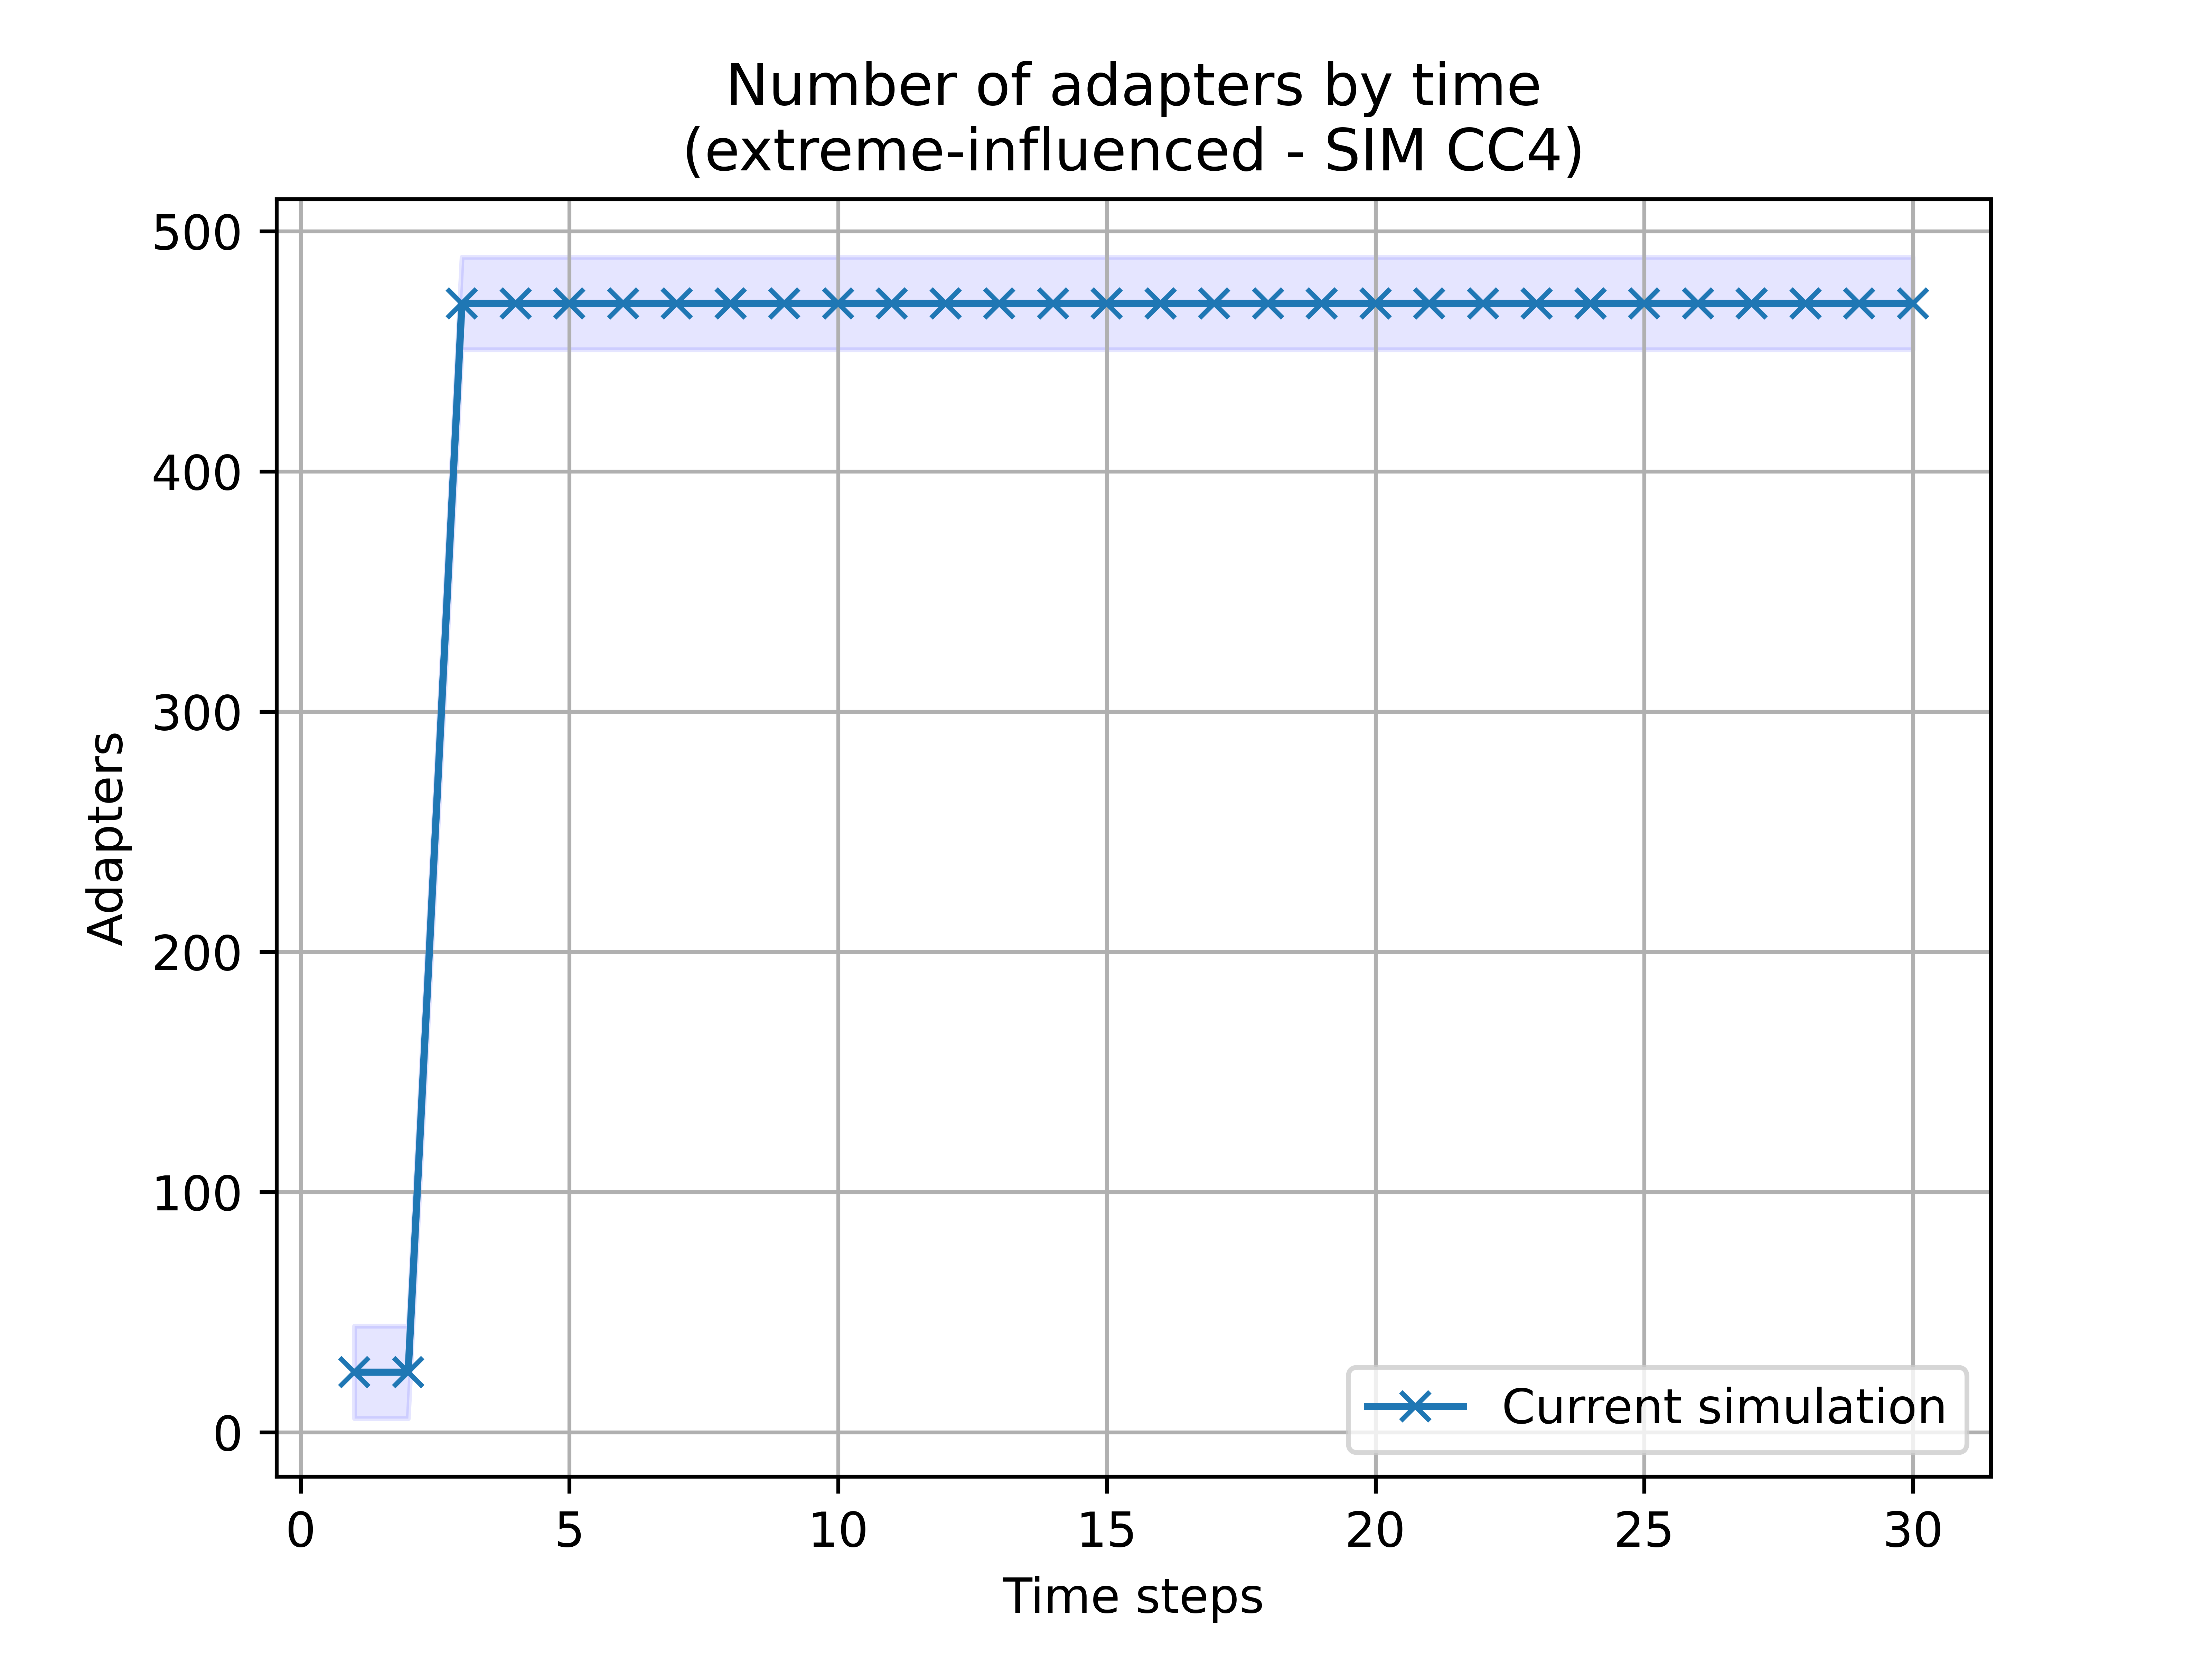 Number of adapters by time
(extreme-influenced - SIM CC4)
500
400
300
200
100
0
Adapters
Current simulation
0 5 10 15 20 25 30
Time steps